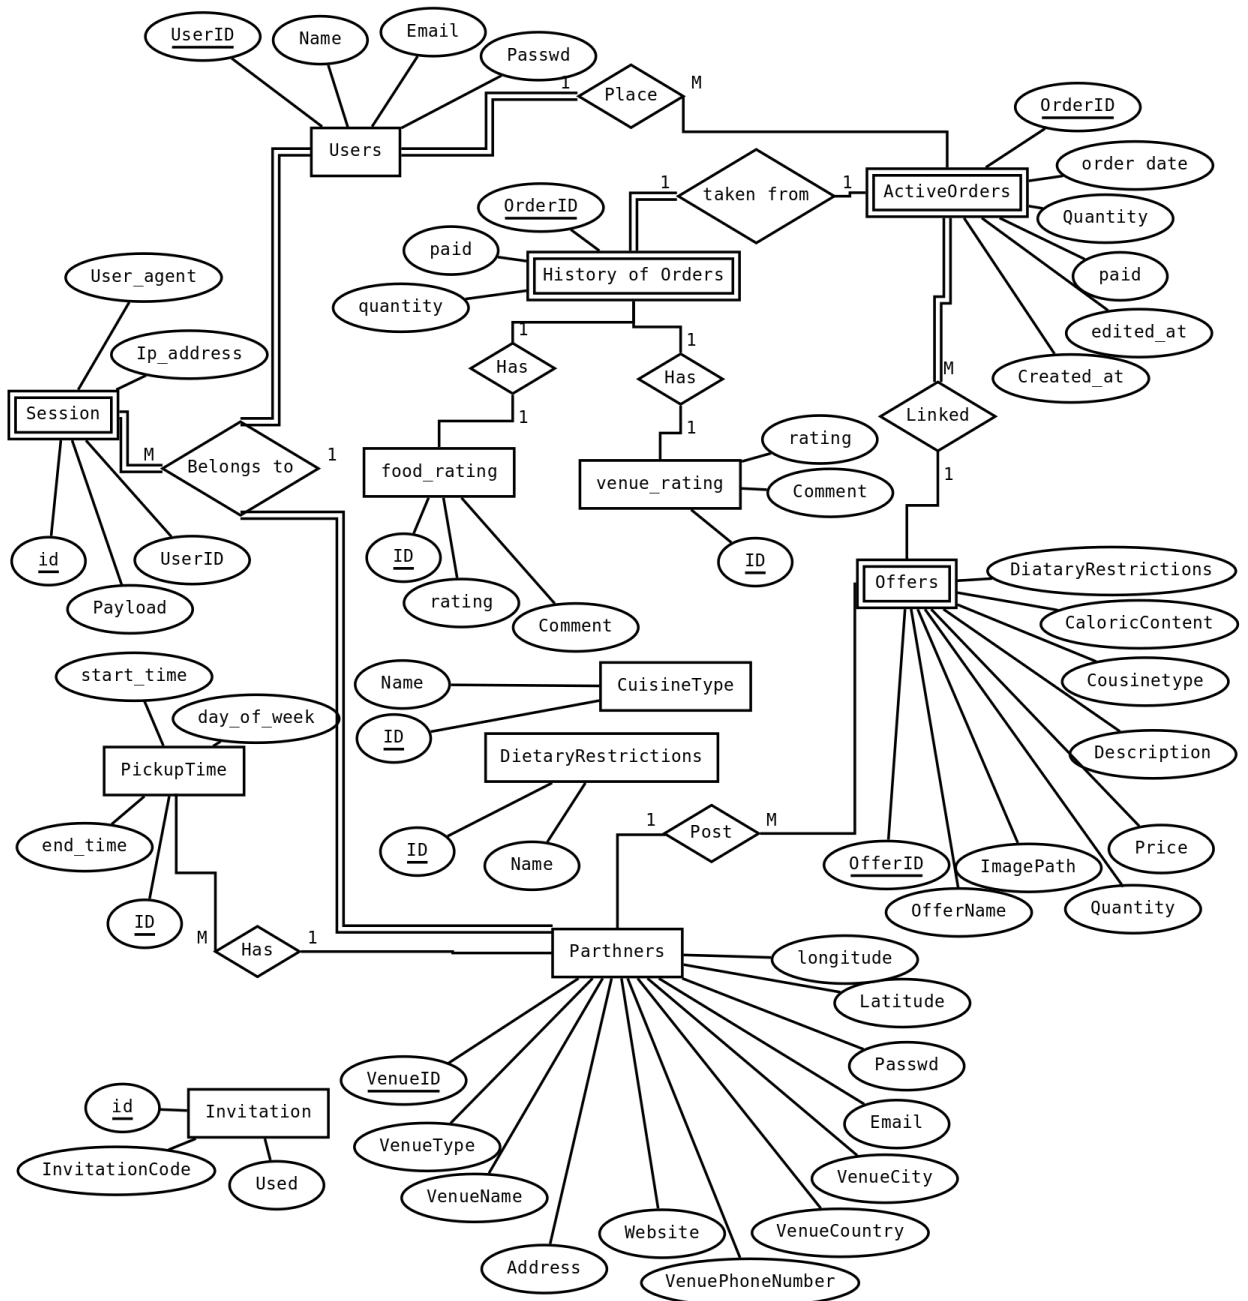 UserID
Name
Email
Passwd
1
Place
M
Users
OrderID
order date
ActiveOrders
Quantity
paid
edited_at
Created_at
1
taken from
1
OrderID
paid
History of Orders
quantity
User_agent
Ip_address
Session
M
Belongs to
1
id
UserID
Payload
1
Has
1
1
Has
1
M
Linked
1
food_rating
ID
rating
Comment
venue_rating
rating
Comment
ID
Offers
DiataryRestrictions
CaloricContent
Cousinetype
Description
Price
Quantity
ImagePath
OfferName
OfferID
start_time
day_of_week
PickupTime
end_time
ID
Name
ID
CuisineType
DietaryRestrictions
ID
Name
1
Post
M
M
Has
1
Parthners
longitude
Latitude
Passwd
Email
VenueCity
VenueCountry
VenuePhoneNumber
Website
Address
VenueName
VenueType
VenueID
id
Invitation
InvitationCode
Used